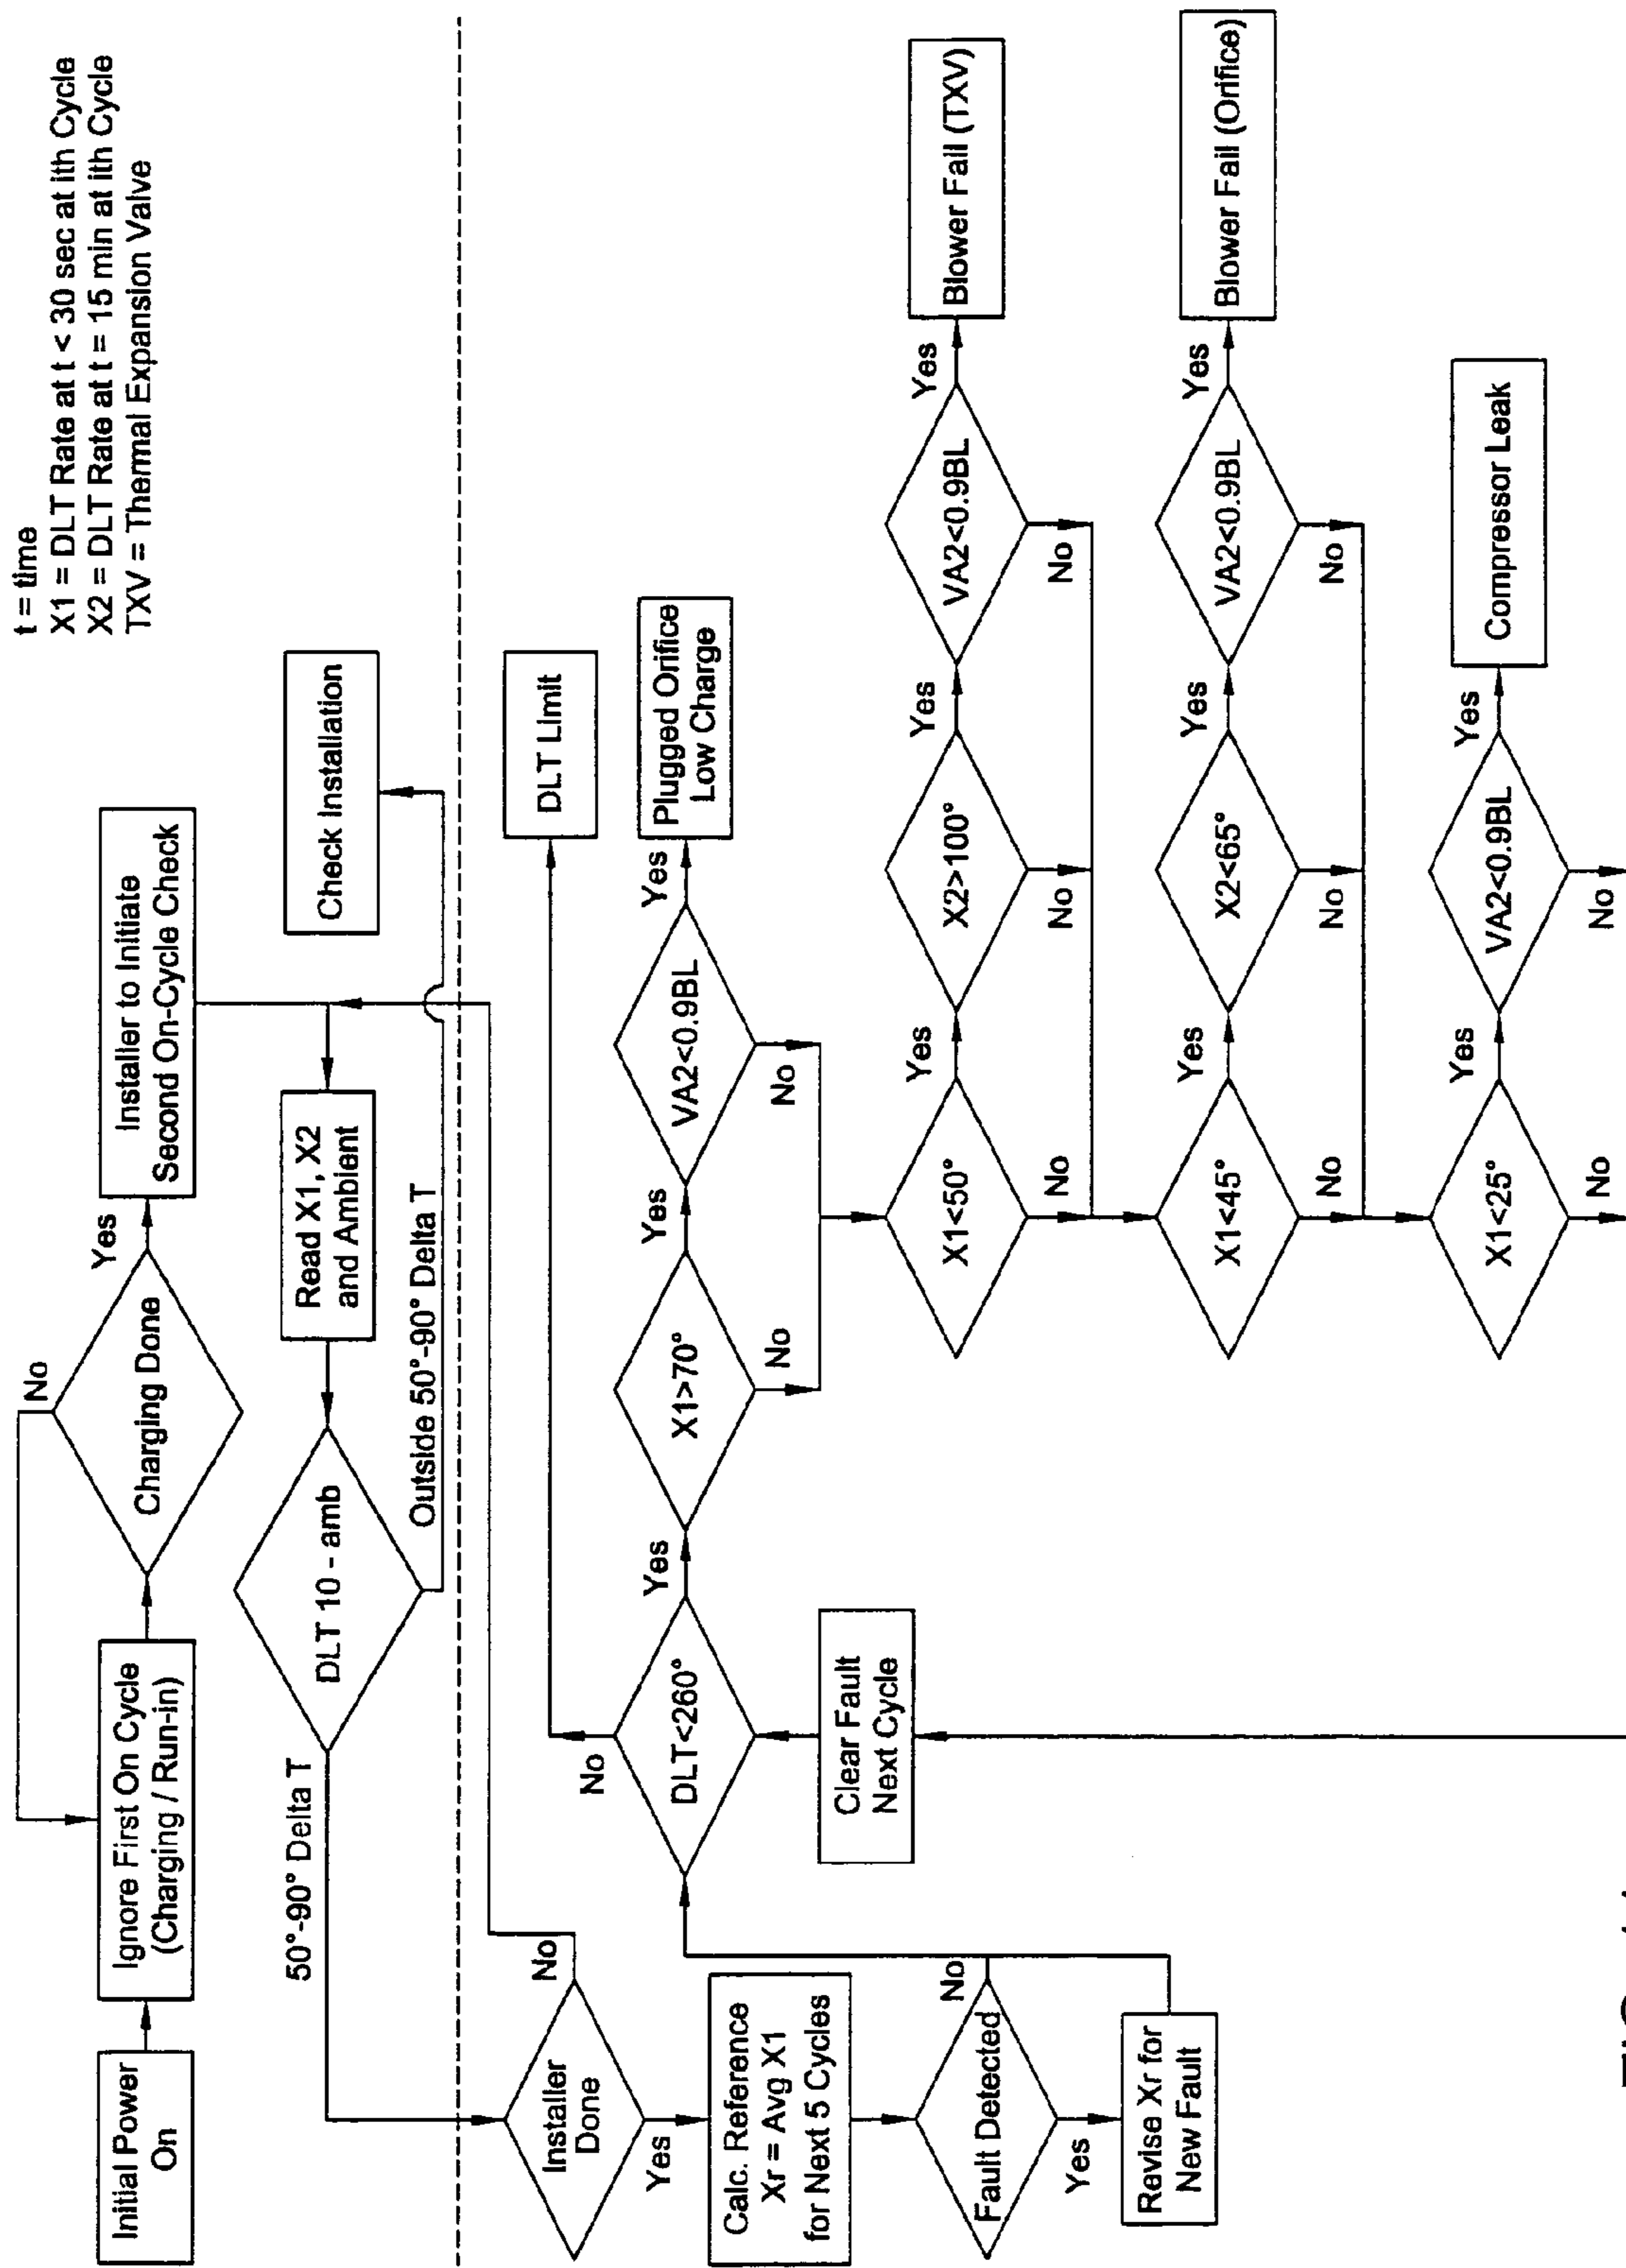 t = time
X1 = DLT Rate at t < 30 sec at ith Cycle
X2 = DLT Rate at t = 15 min at ith Cycle
TXV = Thermal Expansion Valve
Initial Power
On
Ignore First On Cycle
(Charging / Run-in)
No
Charging Done
Yes
Installer to Initiate
Second On-Cycle Check
50°-90° Delta T
DLT 10 - amb
Read X1, X2
and Ambient
Outside 50°-90° Delta T
Check Installation
Installer
Done
No
Yes
Calc. Reference
Xr = Avg X1
for Next 5 Cycles
Fault Detected
No
Yes
Revise Xr for
New Fault
No
DLT<260°
Yes
DLT Limit
Clear Fault
Next Cycle
X1>70°
Yes
No
VA2<0.9BL
Yes
No
Plugged Orifice
Low Charge
X1<50°
Yes
No
X2>100°
Yes
No
VA2<0.9BL
Yes
No
Blower Fail (TXV)
X1<45°
Yes
No
X2<65°
Yes
No
VA2<0.9BL
Yes
No
Blower Fail (Orifice)
X1<25°
Yes
No
VA2<0.9BL
Yes
No
Compressor Leak